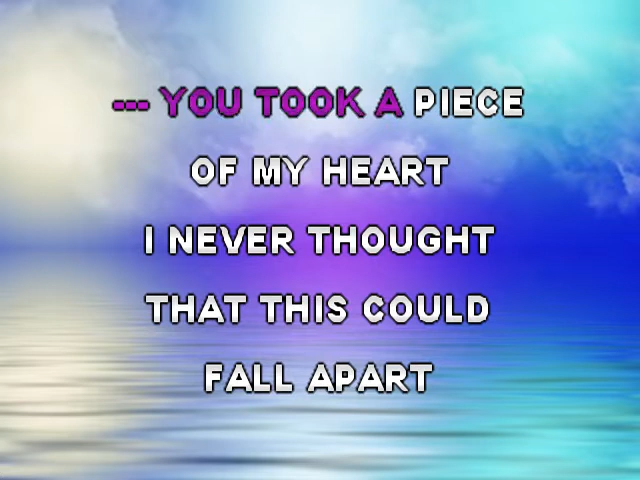 --- YOU TOOK A PIECE
OF MY HEART
I NEVER THOUGHT
THAT THIS COULD
FALL APART